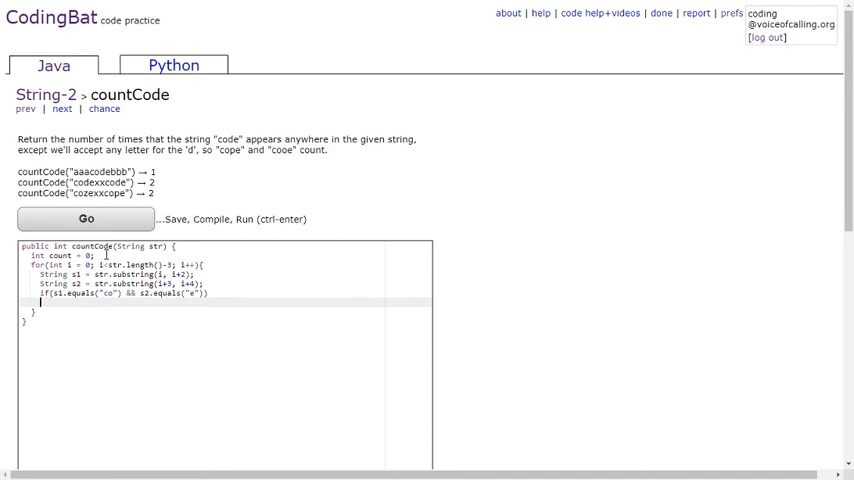 CodingBat code practice
about | help | code help+videos | done | report | prefs
coding
@voiceofcalling.org
[log out]
Java
Python
String-2 > countCode
prev | next | chance
Return the number of times that the string "code" appears anywhere in the given string,
except we'll accept any letter for the 'd', so "cope" and "cooe" count.
countCode("aaacodebbb") → 1
countCode("codexxcode") → 2
countCode("cozexxcope") → 2
Go
...Save, Compile, Run (ctrl-enter)
public int countCode(String str) {
int count = 0;
for(int i = 0; i<str.length()-3; i++){
String s1 = str.substring(i, i+2);
String s2 = str.substring(i+3, i+4);
if(s1.equals("co") && s2.equals("e"))
}
}